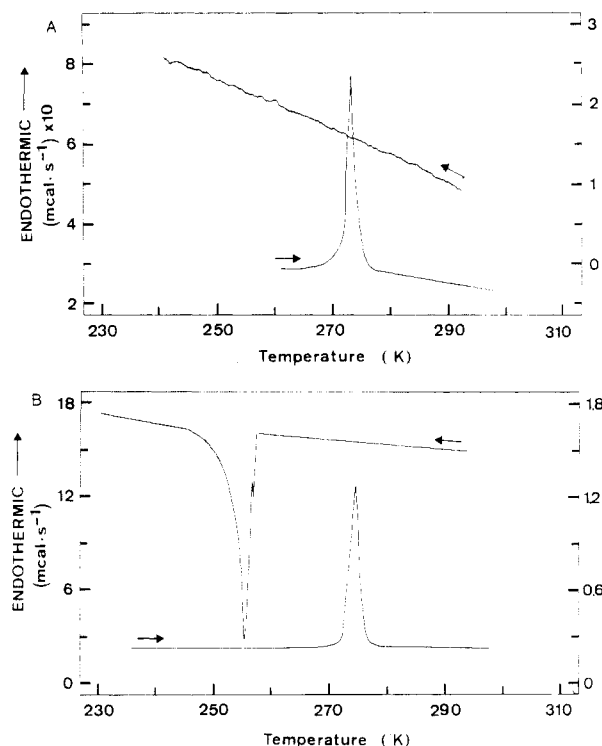 A
ENDOTHERMIC
(mcal·s⁻¹) x10
8
6
4
2
3
2
1
0
230 250 270 290 310
Temperature ( K)
B
ENDOTHERMIC
(mcal·s⁻¹)
18
12
6
0
1.8
1.2
0.6
0
230 250 270 290 310
Temperature (K)